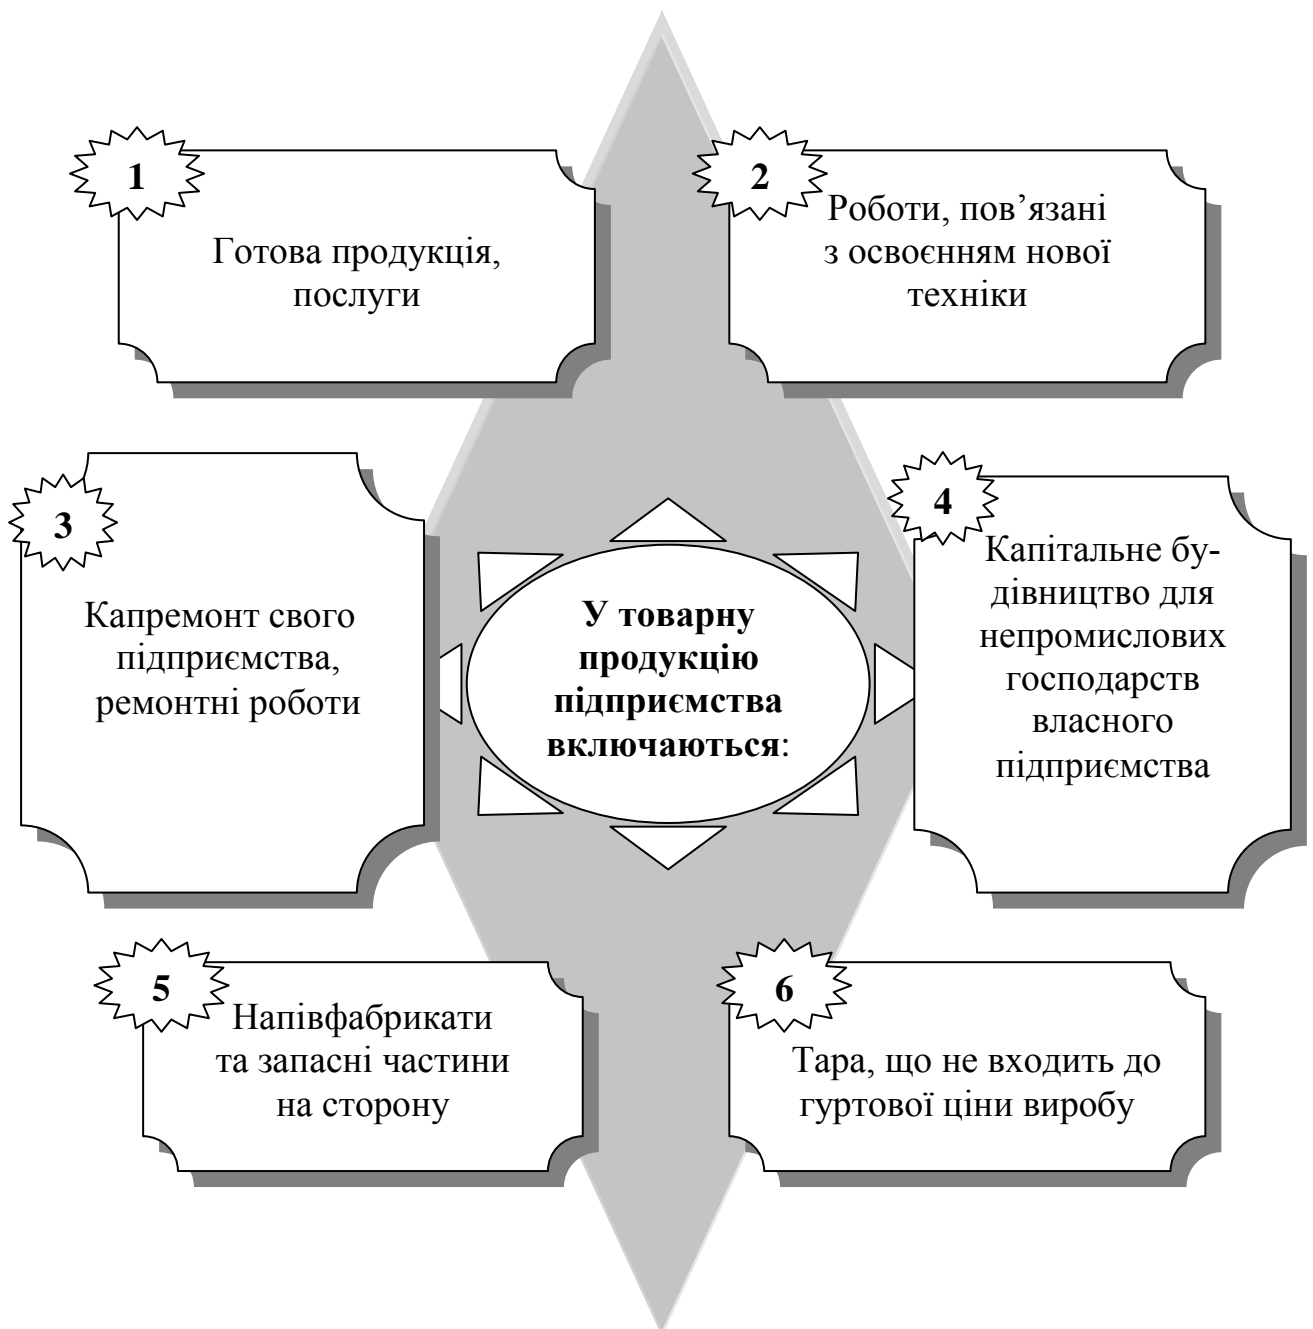 1
Готова продукція,
послуги
2
Роботи, пов’язані
з освоєнням нової
техніки
3
Капремонт свого
підприємства,
ремонтні роботи
У товарну
продукцію
підприємства
включаються:
4
Капітальне бу-
дівництво для
непромислових
господарств
власного
підприємства
5
Напівфабрикати
та запасні частини
на сторону
6
Тара, що не входить до
гуртової ціни виробу